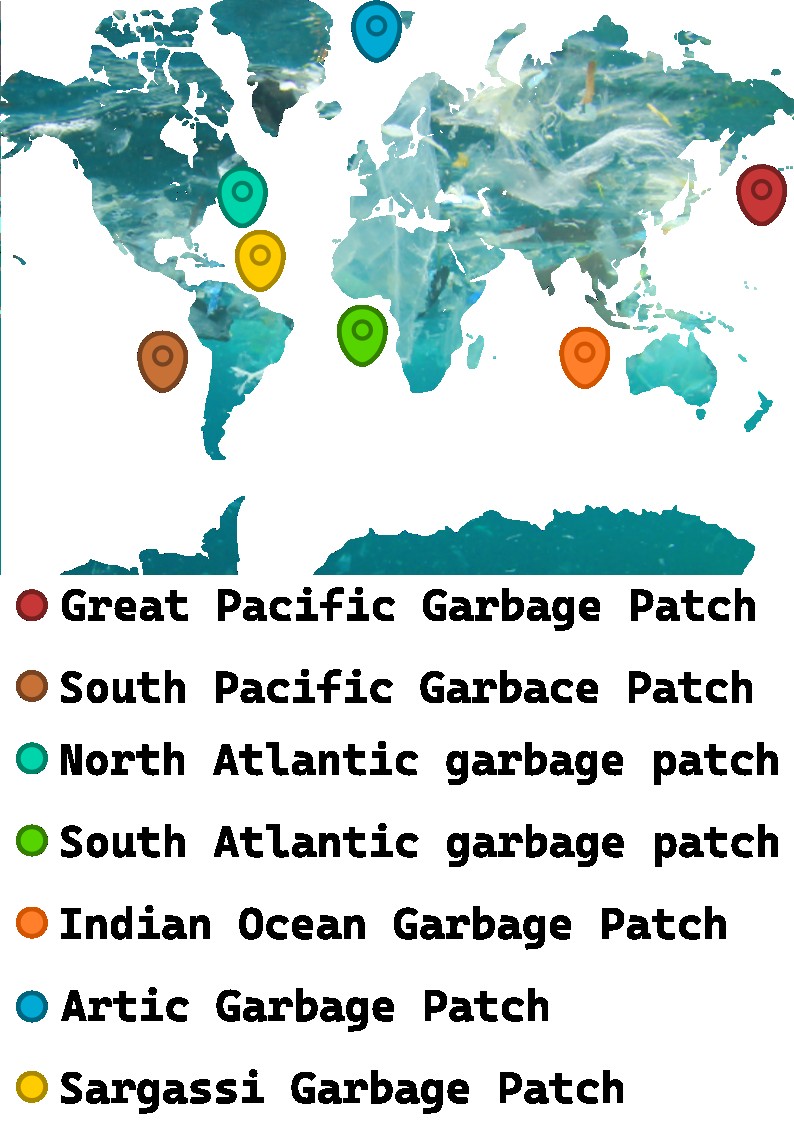 Great Pacific Garbage Patch
South Pacific Garbace Patch
North Atlantic garbage patch
South Atlantic garbage patch
Indian Ocean Garbage Patch
Artic Garbage Patch
Sargassi Garbage Patch